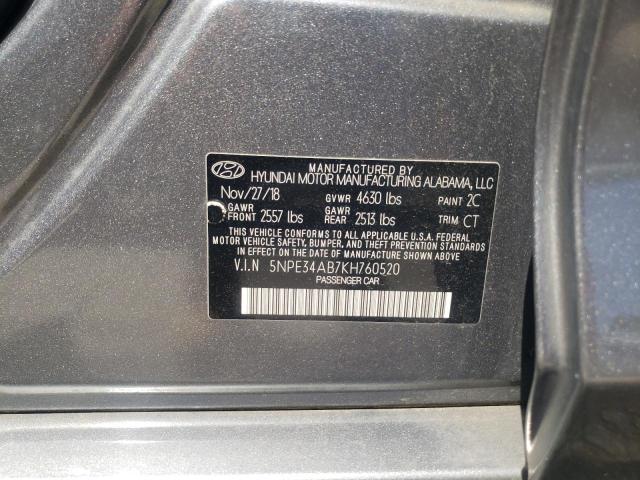 MANUFACTURED BY
HYUNDAI MOTOR MANUFACTURING ALABAMA, LLC
Nov/27/18 GVWR 4630 lbs PAINT 2C
GAWR FRONT 2557 lbs GAWR REAR 2513 lbs TRIM CT
THIS VEHICLE CONFORMS TO ALL APPLICABLE U.S.A. FEDERAL
MOTOR VEHICLE SAFETY, BUMPER, AND THEFT PREVENTION STANDARDS
IN EFFECT ON THE DATE OF MANUFACTURE SHOWN ABOVE
V.I.N 5NPE34AB7KH760520
PASSENGER CAR